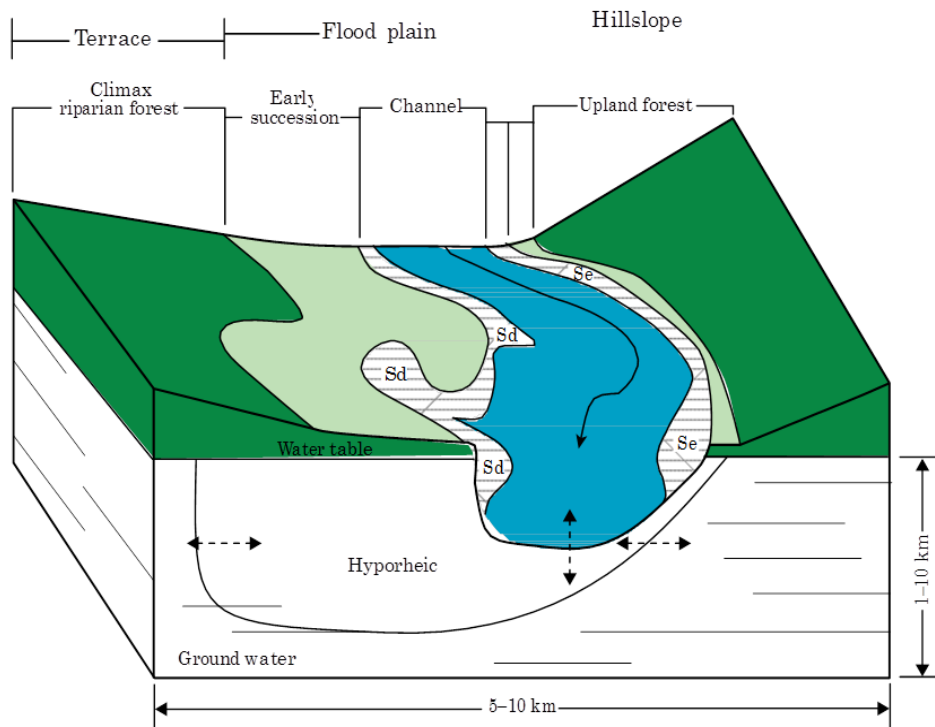 Hillslope
Terrace
Flood plain
Climax
riparian forest
Early
succession
Channel
Upland forest
Se
Sd
Sd
Se
Water table
Sd
Hyporheic
Ground water
1–10 km
5–10 km